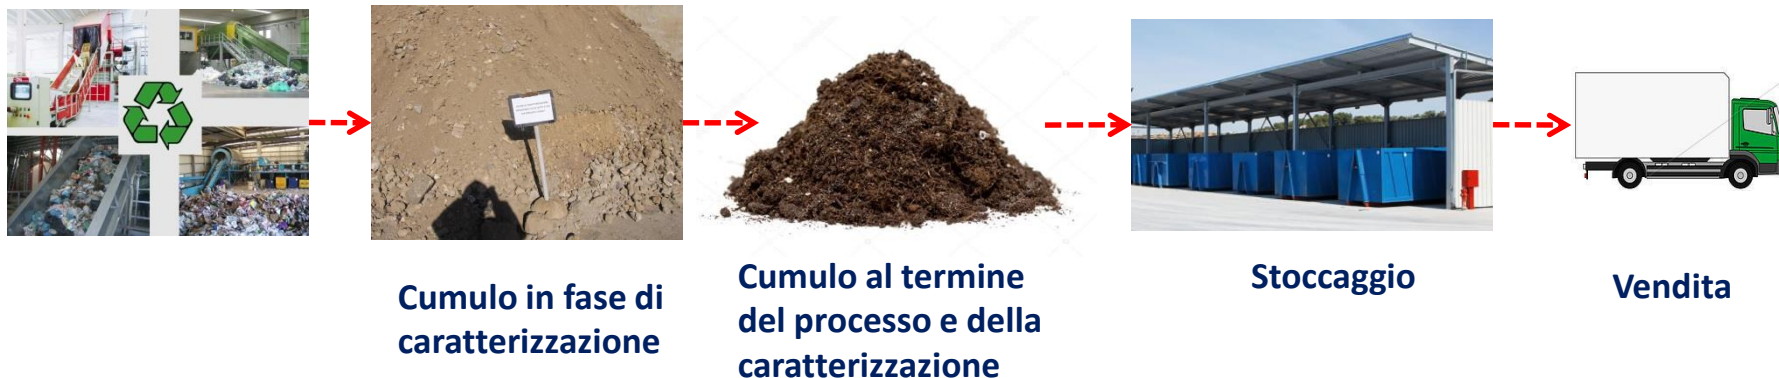 Cumulo in fase di
caratterizzazione
Cumulo al termine
del processo e della
caratterizzazione
Stoccaggio
Vendita